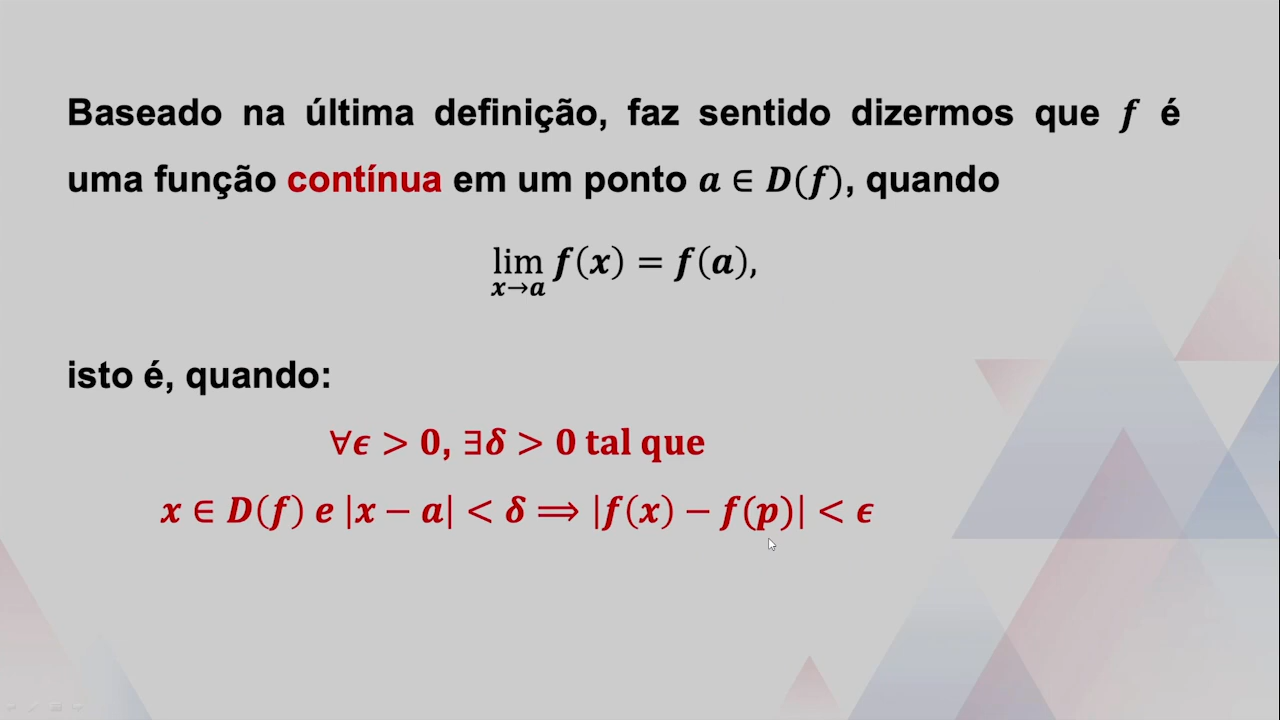 Baseado na última definição, faz sentido dizermos que f é
uma função contínua em um ponto a ∈ D(f), quando
lim f(x) = f(a),
x→a
isto é, quando:
∀ϵ > 0, ∃δ > 0 tal que
x ∈ D(f) e |x − a| < δ ⟹ |f(x) − f(p)| < ϵ